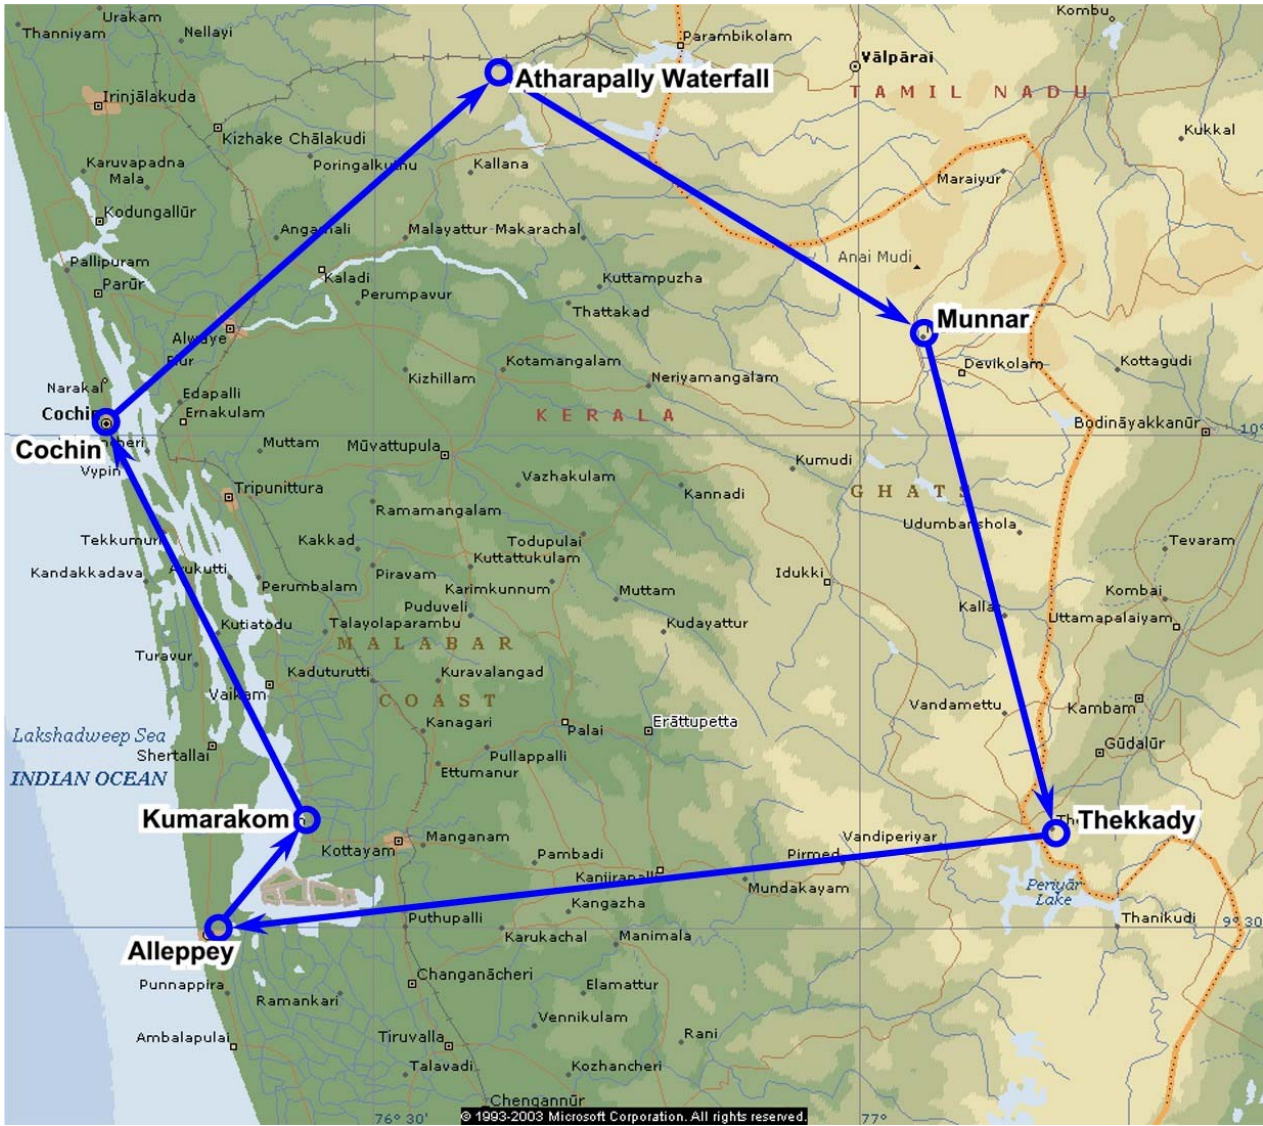 Urakam
Kombu
Thanniyam
Nellayi
Parambikolam
Vālpārai
Atharapally Waterfall
TAMIL NADU
Irinjālakuda
Kizhake Chālakudi
Kukkal
Karuvapadna
Poringalkuthu
Kallana
Mala
Maraiyur
Kodungallūr
Angamali
Malayattur-Makarachal
Anai Mudi
Pallipuram
Kaladi
Kuttampuzha
Parūr
Perumpavur
Thattakad
Munnar
Alwaye
Elur
Kotamangalam
Devikolam
Kottagudi
Narakal
Kizhillam
Neriyamangalam
Edapalli
Cochin
Ernakulam
KERALA
Bodināyakkanūr
10°
Cochin
Muttam
Mūvattupula
Vypin
Kumudi
Vazhakulam
Kannadi
GHATS
Tripunittura
Ramamangalam
Udumbanshola
Tekkumuri
Kakkad
Todupulai
Tevaram
Kuttattukulam
Kandakkadava
Arukutti
Piravam
Idukki
Perumbalam
Karimkunnum
Muttam
Kombai
Puduveli
Kallar
Kutiatodu
Talayolaparambu
Kudayattur
Uttamapalaiyam
MALABAR
Turavur
Kaduturutti
Kuravalangad
Vaikam
COAST
Vandamettu
Kambam
Kanagari
Palai
Erāttupetta
Lakshadweep Sea
Shertallai
Pullappalli
Gūdalūr
INDIAN OCEAN
Ettumanur
Kumarakom
Thekkady
Manganam
Vandiperiyar
Kottayam
Pambadi
Pirmed
Kanjirapalli
Mundakayam
Periyār
Lake
Kangazha
Puthupalli
Thanikudi
9° 30'
Alleppey
Karukachal
Manimala
Changanācheri
Punnappira
Elamattur
Ramankari
Vennikulam
Ambalapulai
Tiruvalla
Rani
Talavadi
Kozhancheri
Chengannūr
76° 30'
© 1993-2003 Microsoft Corporation. All rights reserved.
77°